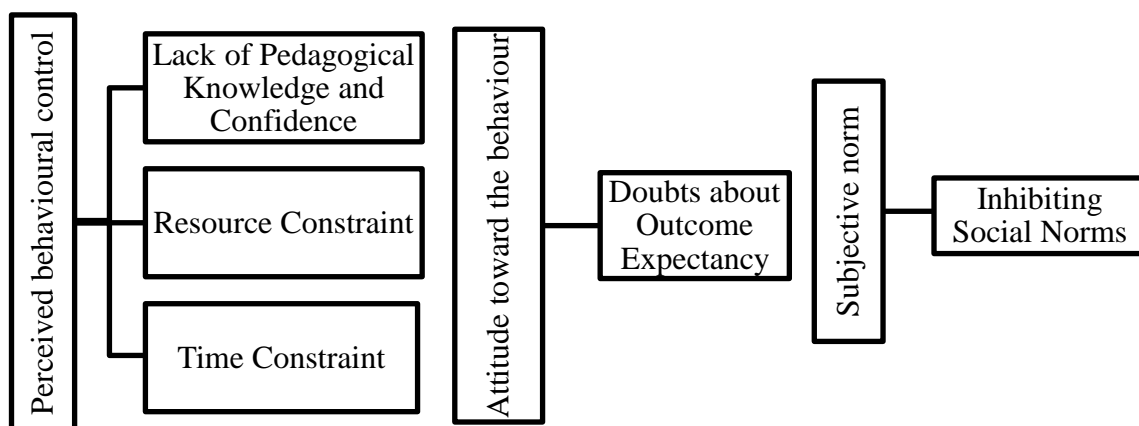 Perceived behavioural control
Lack of Pedagogical
Knowledge and
Confidence
Resource Constraint
Time Constraint
Attitude toward the behaviour
Doubts about
Outcome
Expectancy
Subjective norm
Inhibiting
Social Norms